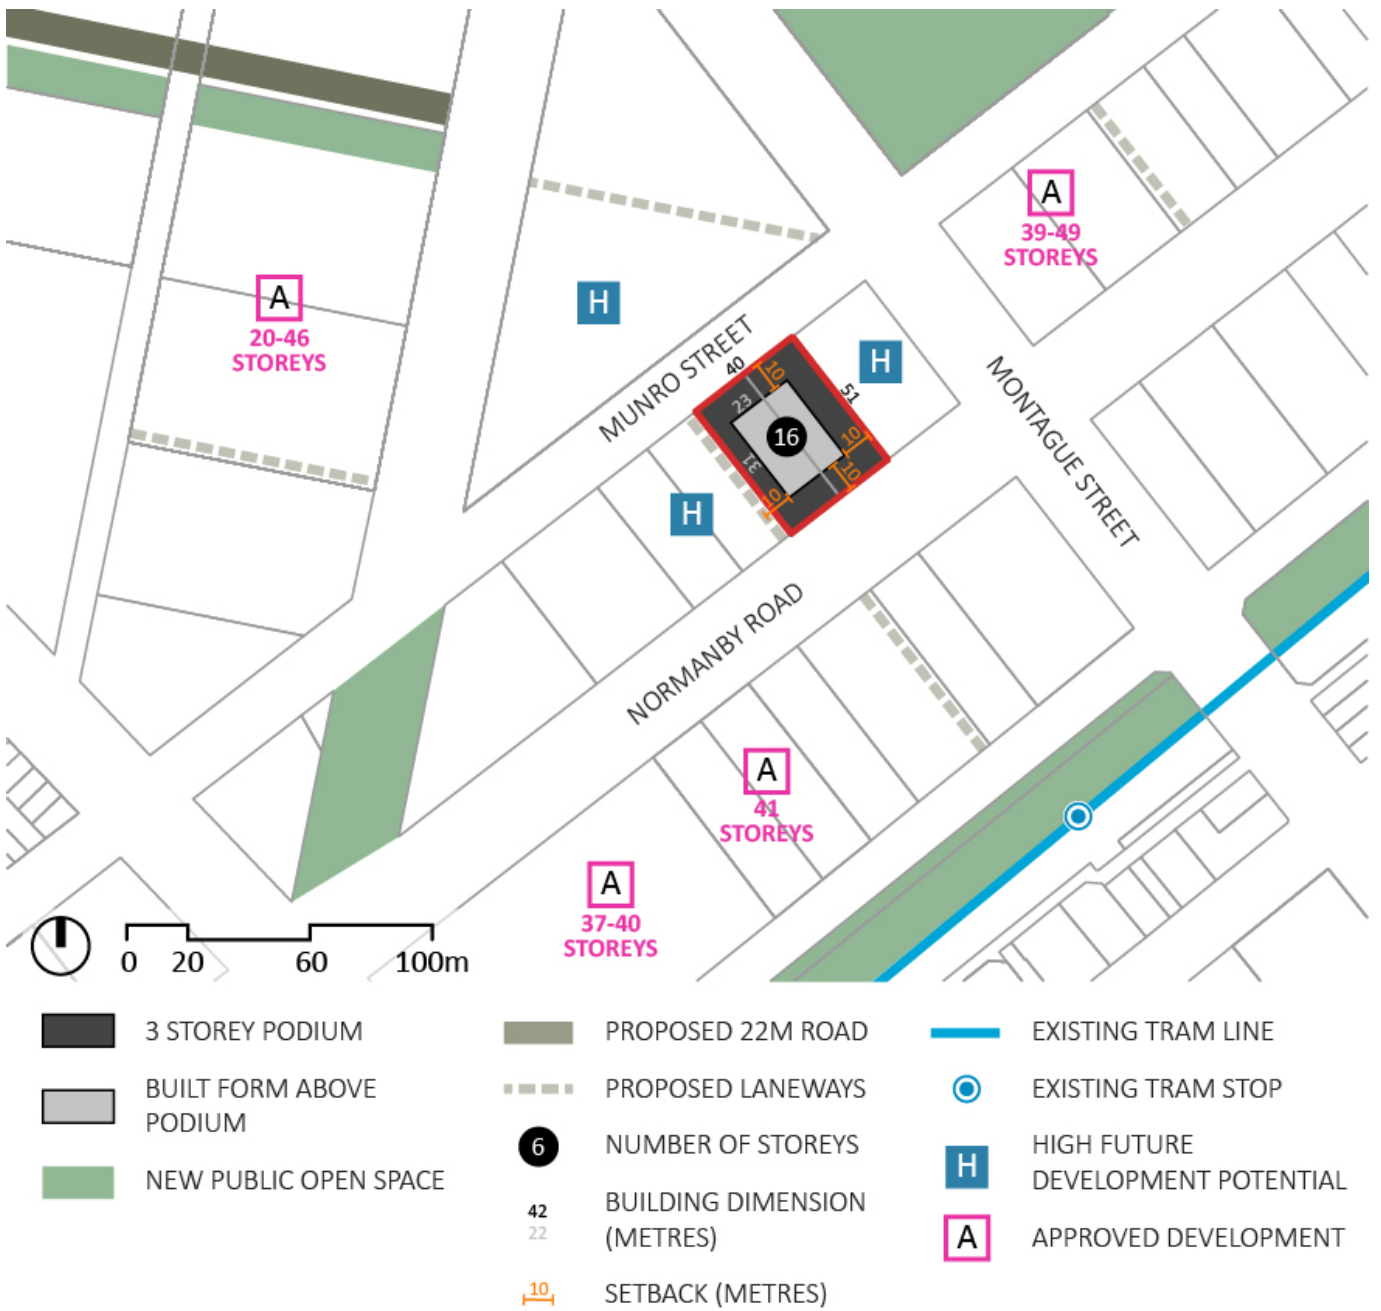 A
39-49
STOREYS
A
20-46
STOREYS
H
MUNRO STREET
40
10
H
51
23
16
10
31
10
10
MONTAGUE STREET
H
NORMANBY ROAD
A
41
STOREYS
A
37-40
STOREYS
0 20 60 100m
3 STOREY PODIUM
BUILT FORM ABOVE
PODIUM
NEW PUBLIC OPEN SPACE
PROPOSED 22M ROAD
PROPOSED LANEWAYS
6 NUMBER OF STOREYS
42
22
BUILDING DIMENSION
(METRES)
10 SETBACK (METRES)
EXISTING TRAM LINE
EXISTING TRAM STOP
H
HIGH FUTURE
DEVELOPMENT POTENTIAL
A APPROVED DEVELOPMENT